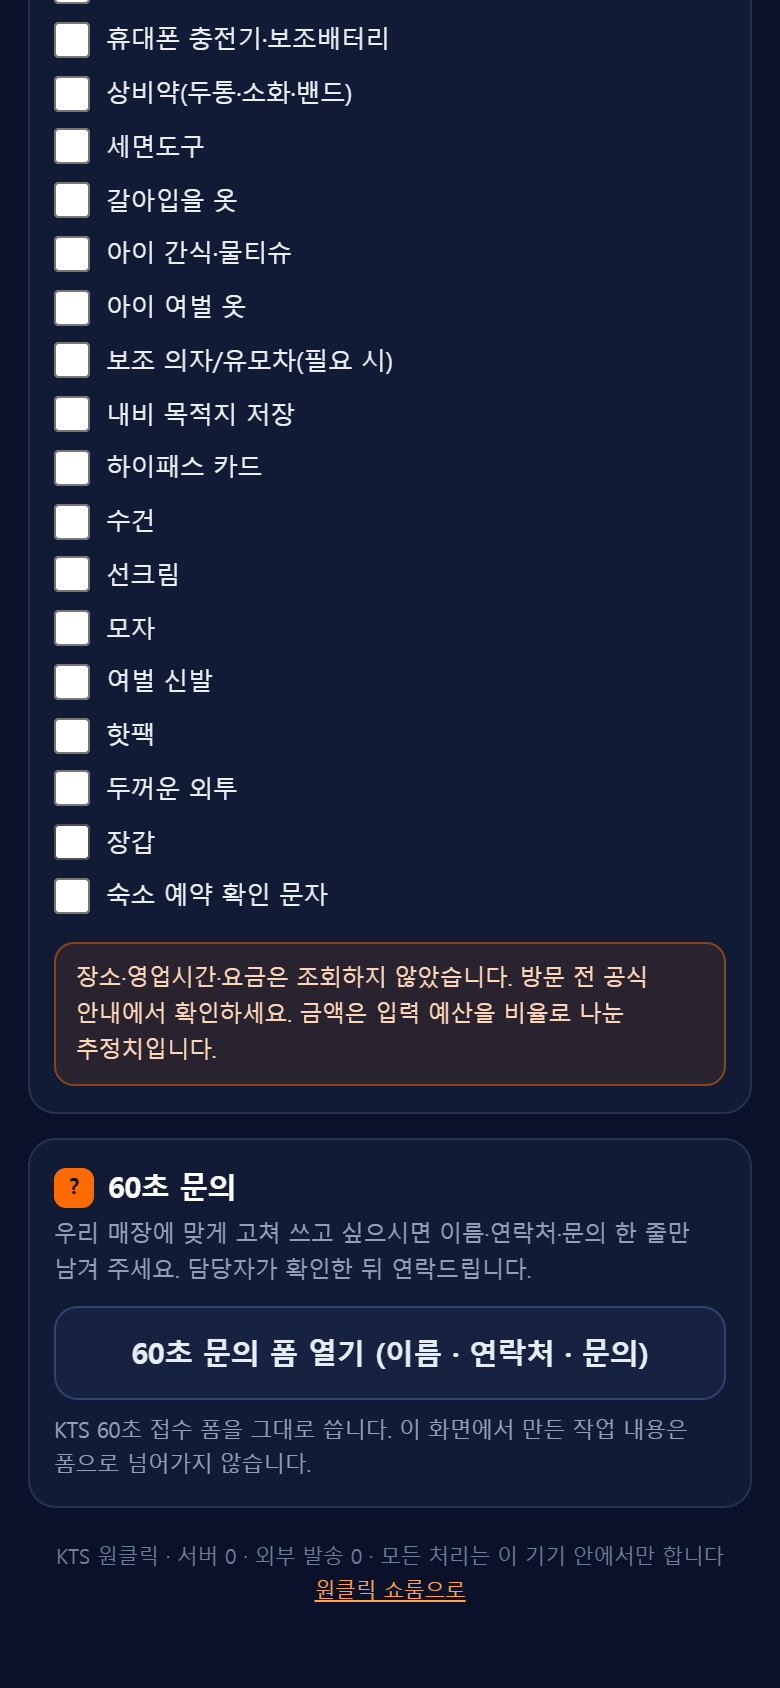 휴대폰 충전기·보조배터리
상비약(두통·소화·밴드)
세면도구
갈아입을 옷
아이 간식·물티슈
아이 여벌 옷
보조 의자/유모차(필요 시)
내비 목적지 저장
하이패스 카드
수건
선크림
모자
여벌 신발
핫팩
두꺼운 외투
장갑
숙소 예약 확인 문자
장소·영업시간·요금은 조회하지 않았습니다. 방문 전 공식
안내에서 확인하세요. 금액은 입력 예산을 비율로 나눈
추정치입니다.
? 60초 문의
우리 매장에 맞게 고쳐 쓰고 싶으시면 이름·연락처·문의 한 줄만
남겨 주세요. 담당자가 확인한 뒤 연락드립니다.
60초 문의 폼 열기 (이름 · 연락처 · 문의)
KTS 60초 접수 폼을 그대로 씁니다. 이 화면에서 만든 작업 내용은
폼으로 넘어가지 않습니다.
KTS 원클릭 · 서버 0 · 외부 발송 0 · 모든 처리는 이 기기 안에서만 합니다
원클릭 쇼룸으로